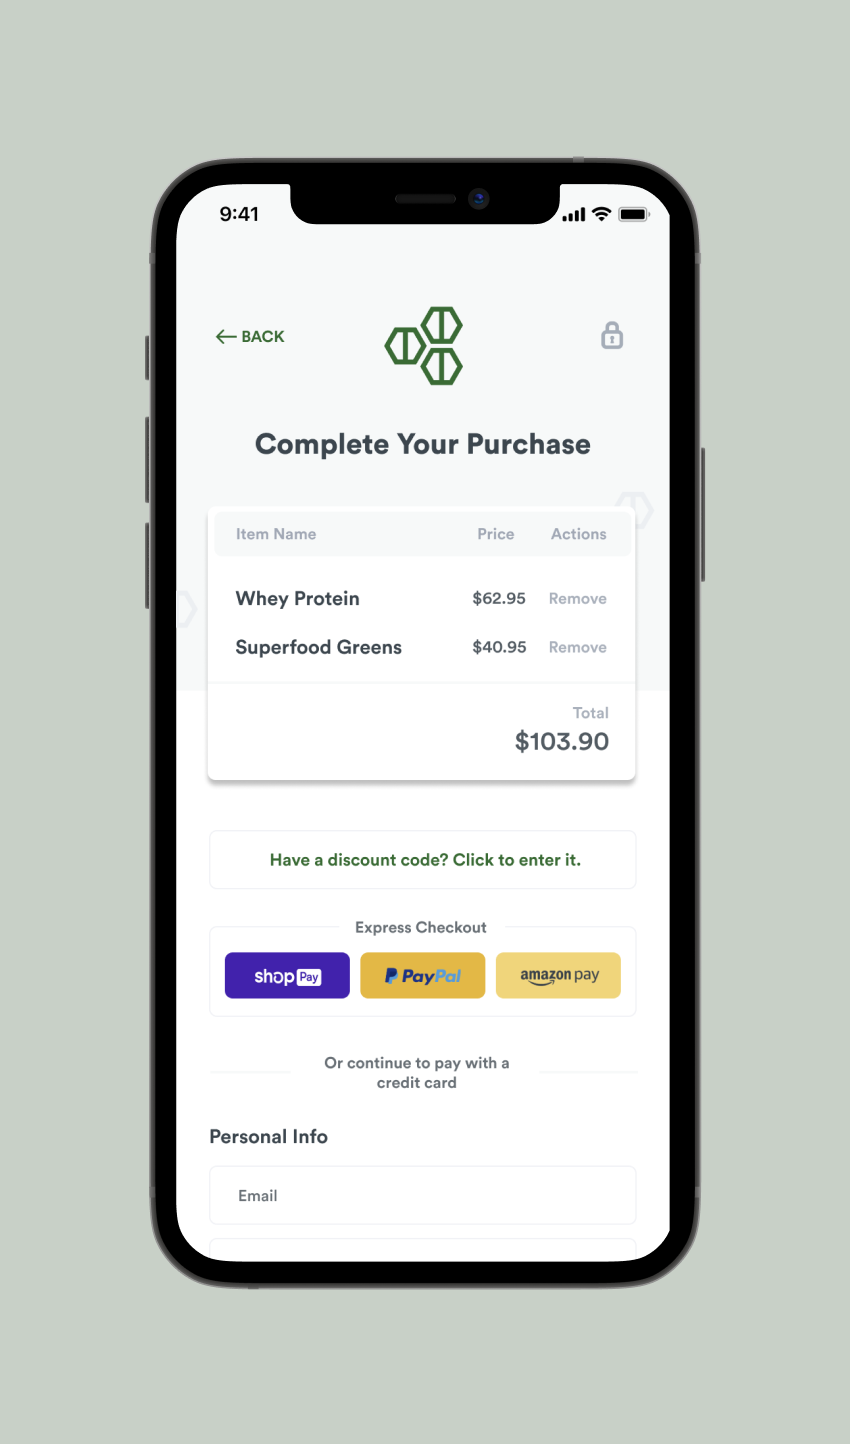 9:41
BACK
Complete Your Purchase
Item Name Price Actions
Whey Protein $62.95 Remove
Superfood Greens $40.95 Remove
Total
$103.90
Have a discount code? Click to enter it.
Express Checkout
shop Pay PayPal amazon pay
Or continue to pay with a
credit card
Personal Info
Email